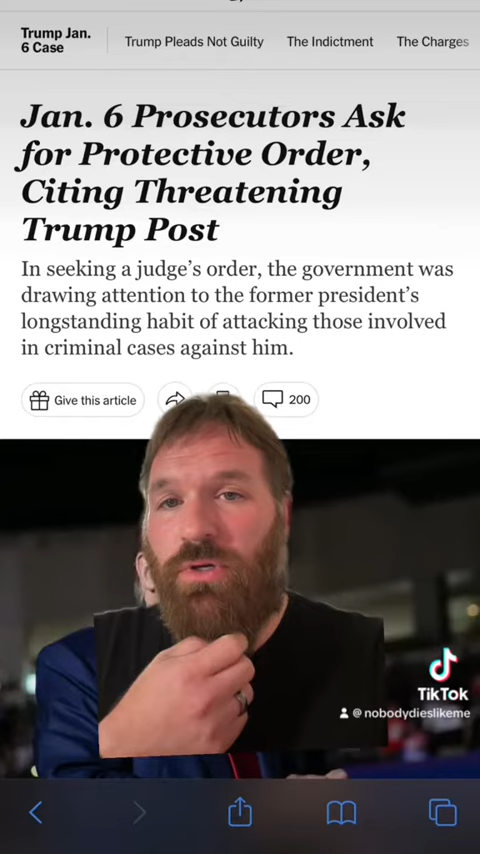 Trump Jan.
6 Case
Trump Pleads Not Guilty
The Indictment
The Charges
Jan. 6 Prosecutors Ask
for Protective Order,
Citing Threatening
Trump Post
In seeking a judge's order, the government was
drawing attention to the former president's
longstanding habit of attacking those involved
in criminal cases against him.
Give this article
200
TikTok
@nobodydieslikeme